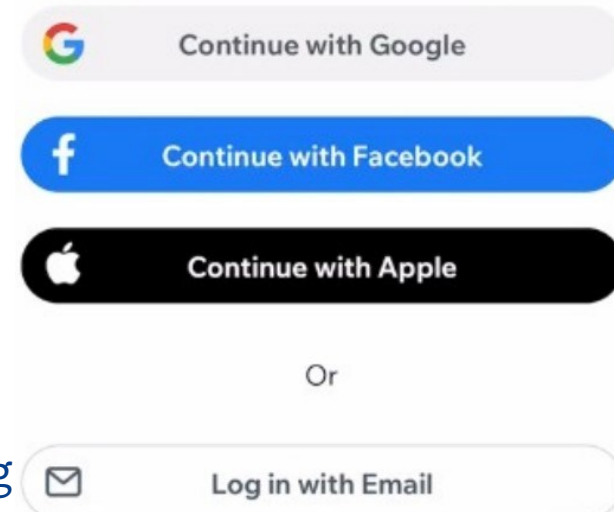 Continue with Google
Continue with Facebook
Continue with Apple
Or
g Log in with Email